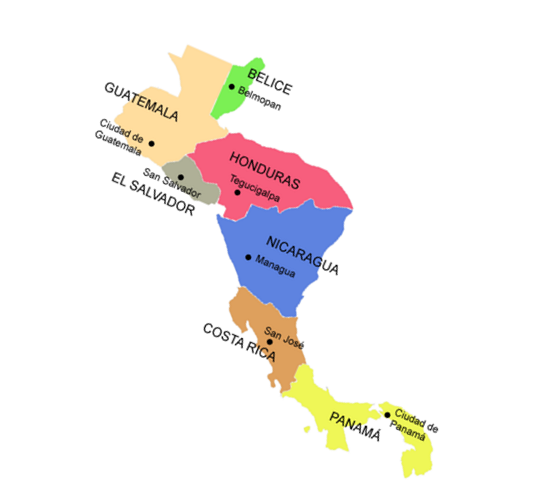 BELICE
Belmopan
GUATEMALA
Ciudad de
Guatemala
HONDURAS
Tegucigalpa
San Salvador
EL SALVADOR
NICARAGUA
Managua
San José
COSTA RICA
PANAMÁ
Ciudad de
Panamá